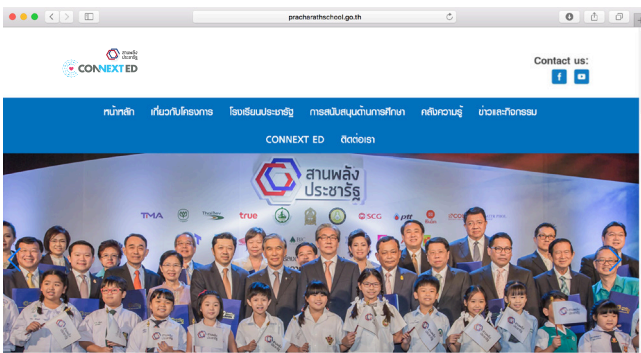 pracherathschool.go.th
สานพลัง
ประชารัฐ
CONNEXT ED
Contact us:
หน้าหลัก เกี่ยวกับโครงการ โรงเรียนประชารัฐ การสนับสนุนด้านการศึกษา คลังความรู้ ข่าวและกิจกรรม
CONNEXT ED ติดต่อเรา
สานพลัง
ประชารัฐ
TMA true SCG ptt